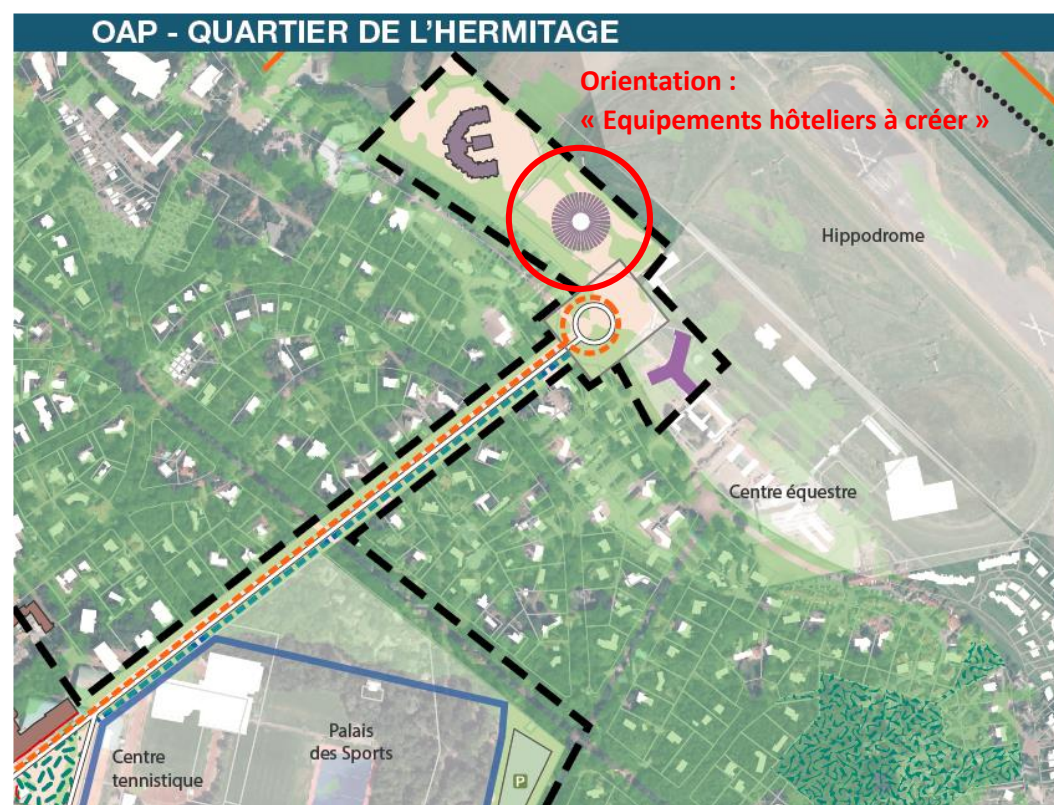 OAP - QUARTIER DE L'HERMITAGE
Orientation :
« Equipements hôteliers à créer »
Hippodrome
Centre équestre
Palais
des Sports
Centre
tennistique
P